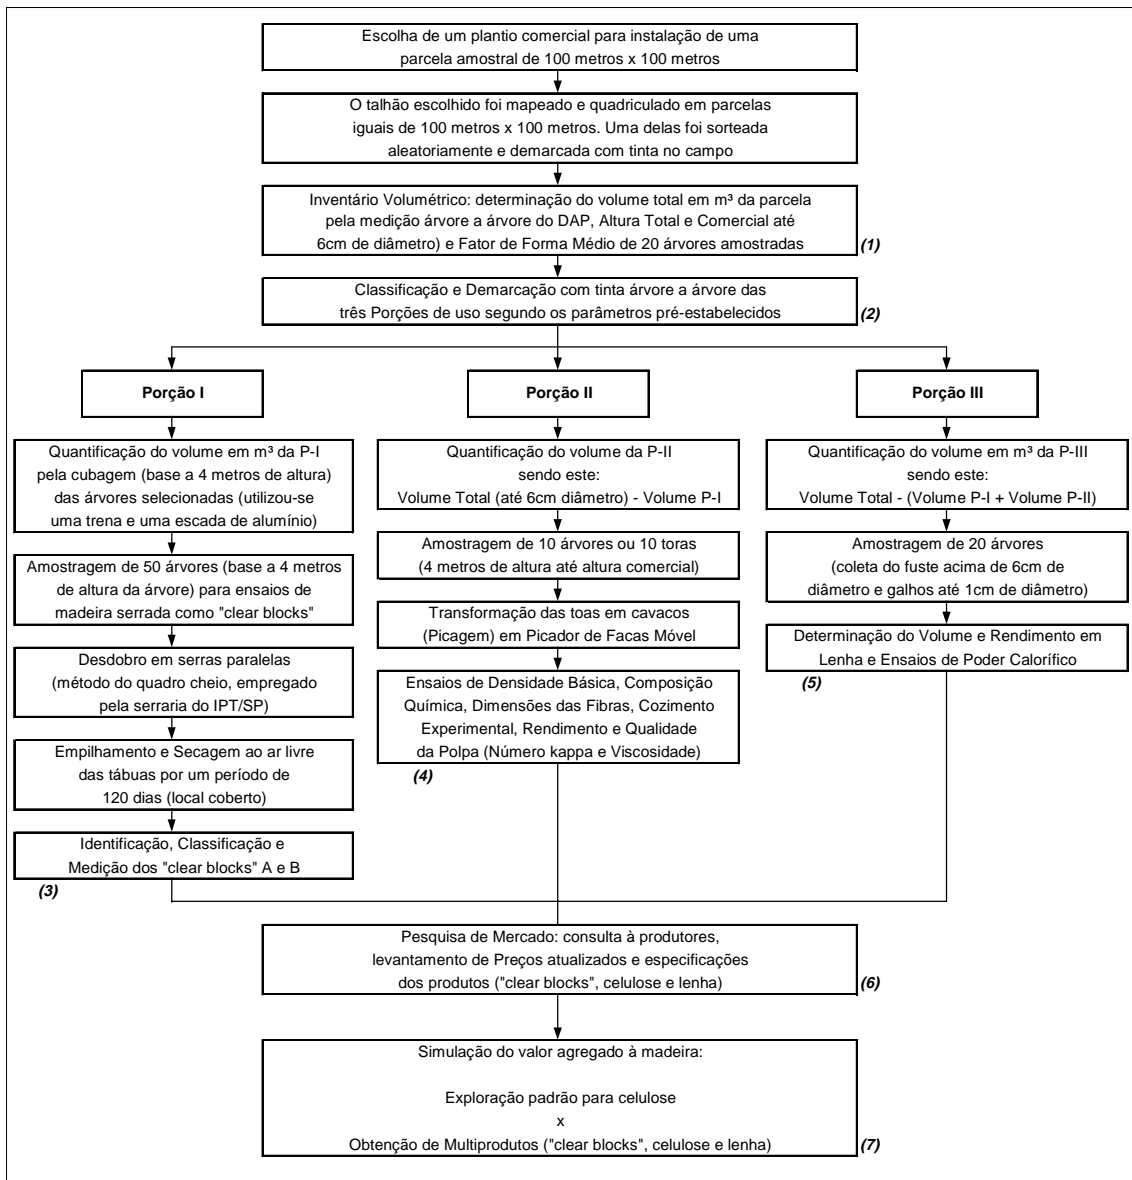 Escolha de um plantio comercial para instalação de uma
parcela amostral de 100 metros x 100 metros
O talhão escolhido foi mapeado e quadriculado em parcelas
iguais de 100 metros x 100 metros. Uma delas foi sorteada
aleatoriamente e demarcada com tinta no campo
Inventário Volumétrico: determinação do volume total em m³ da parcela
pela medição árvore a árvore do DAP, Altura Total e Comercial até
6cm de diâmetro) e Fator de Forma Médio de 20 árvores amostradas
(1)
Classificação e Demarcação com tinta árvore a árvore das
três Porções de uso segundo os parâmetros pré-estabelecidos
(2)
Porção I
Quantificação do volume em m³ da P-I
pela cubagem (base a 4 metros de altura)
das árvores selecionadas (utilizou-se
uma trena e uma escada de alumínio)
Amostragem de 50 árvores (base a 4 metros
de altura da árvore) para ensaios de
madeira serrada como "clear blocks"
Desdobro em serras paralelas
(método do quadro cheio, empregado
pela serraria do IPT/SP)
Empilhamento e Secagem ao ar livre
das tábuas por um período de
120 dias (local coberto)
Identificação, Classificação e
Medição dos "clear blocks" A e B
(3)
Porção II
Quantificação do volume da P-II
sendo este:
Volume Total (até 6cm diâmetro) - Volume P-I
Amostragem de 10 árvores ou 10 toras
(4 metros de altura até altura comercial)
Transformação das toas em cavacos
(Picagem) em Picador de Facas Móvel
Ensaios de Densidade Básica, Composição
Química, Dimensões das Fibras, Cozimento
Experimental, Rendimento e Qualidade
da Polpa (Número kappa e Viscosidade)
(4)
Porção III
Quantificação do volume em m³ da P-III
sendo este:
Volume Total - (Volume P-I + Volume P-II)
Amostragem de 20 árvores
(coleta do fuste acima de 6cm de
diâmetro e galhos até 1cm de diâmetro)
Determinação do Volume e Rendimento em
Lenha e Ensaios de Poder Calorífico
(5)
Pesquisa de Mercado: consulta à produtores,
levantamento de Preços atualizados e especificações
dos produtos ("clear blocks", celulose e lenha)
(6)
Simulação do valor agregado à madeira:
Exploração padrão para celulose
x
Obtenção de Multiprodutos ("clear blocks", celulose e lenha)
(7)